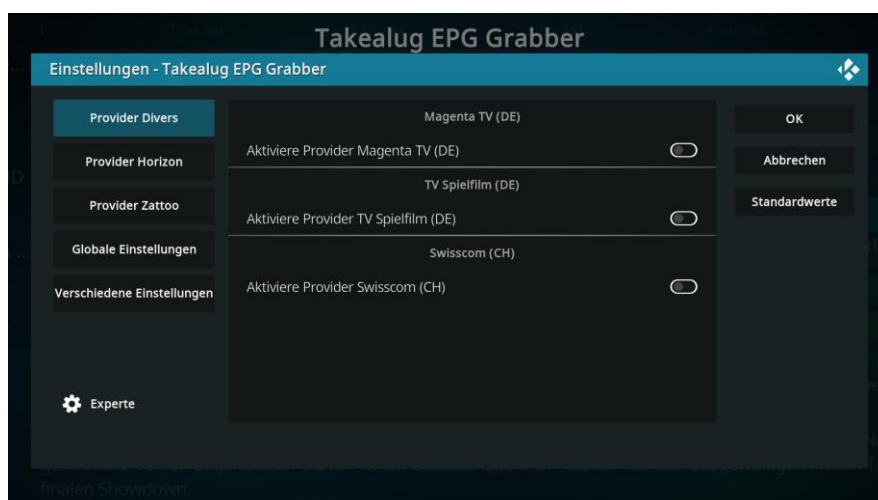 Takealug EPG Grabber
Einstellungen - Takealug EPG Grabber
Provider Divers
Provider Horizon
Provider Zattoo
Globale Einstellungen
Verschiedene Einstellungen
Experte
Magenta TV (DE)
Aktiviere Provider Magenta TV (DE)
TV Spielfilm (DE)
Aktiviere Provider TV Spielfilm (DE)
Swisscom (CH)
Aktiviere Provider Swisscom (CH)
OK
Abbrechen
Standardwerte
finalen Showdown.